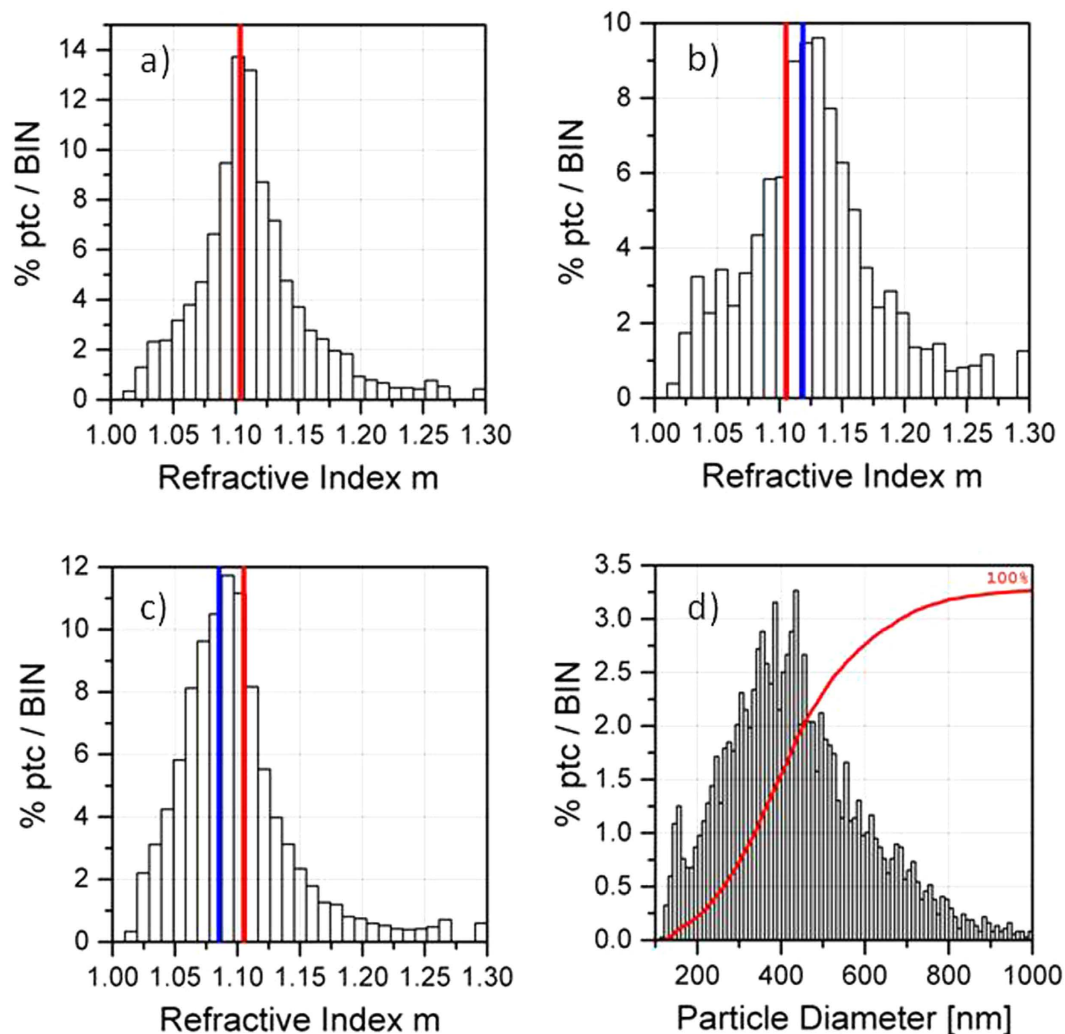 a)
14
12
10
8
6
4
2
0
% ptc / BIN
1.00 1.05 1.10 1.15 1.20 1.25 1.30
Refractive Index m
b)
10
8
6
4
2
0
% ptc / BIN
1.00 1.05 1.10 1.15 1.20 1.25 1.30
Refractive Index m
c)
12
10
8
6
4
2
0
% ptc / BIN
1.00 1.05 1.10 1.15 1.20 1.25 1.30
Refractive Index m
d)
100%
3.5
3.0
2.5
2.0
1.5
1.0
0.5
0.0
% ptc / BIN
200 400 600 800 1000
Particle Diameter [nm]